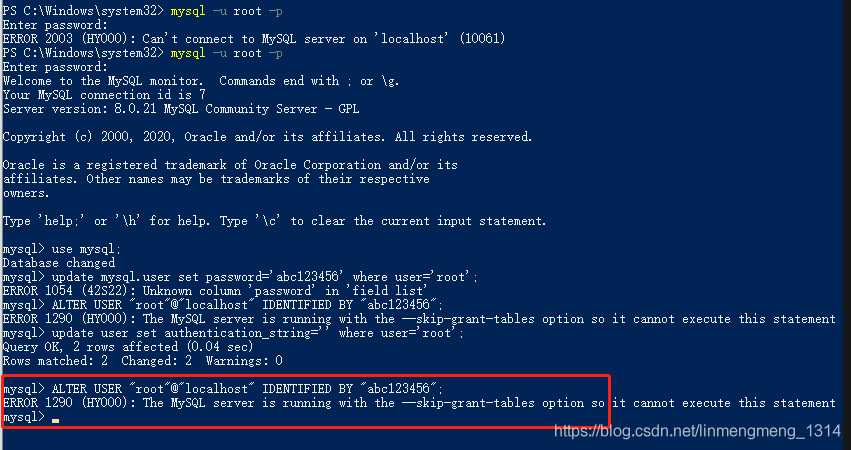 PS C:\Windows\system32> mysql -u root -p
Enter password:
ERROR 2003 (HY000): Can't connect to MySQL server on 'localhost' (10061)
PS C:\Windows\system32> mysql -u root -p
Enter password:
Welcome to the MySQL monitor.  Commands end with ; or \g.
Your MySQL connection id is 7
Server version: 8.0.21 MySQL Community Server - GPL
Copyright (c) 2000, 2020, Oracle and/or its affiliates. All rights reserved.
Oracle is a registered trademark of Oracle Corporation and/or its
affiliates. Other names may be trademarks of their respective
owners.
Type 'help;' or '\h' for help. Type '\c' to clear the current input statement.
mysql> use mysql;
Database changed
mysql> update mysql.user set password='abc123456' where user='root';
ERROR 1054 (42S22): Unknown column 'password' in 'field list'
mysql> ALTER USER "root"@"localhost" IDENTIFIED BY "abc123456";
ERROR 1290 (HY000): The MySQL server is running with the --skip-grant-tables option so it cannot execute this statement
mysql> update user set authentication_string='' where user='root';
Query OK, 2 rows affected (0.04 sec)
Rows matched: 2  Changed: 2  Warnings: 0
mysql> ALTER USER "root"@"localhost" IDENTIFIED BY "abc123456";
ERROR 1290 (HY000): The MySQL server is running with the --skip-grant-tables option so it cannot execute this statement
mysql>
https://blog.csdn.net/linmengmeng_1314